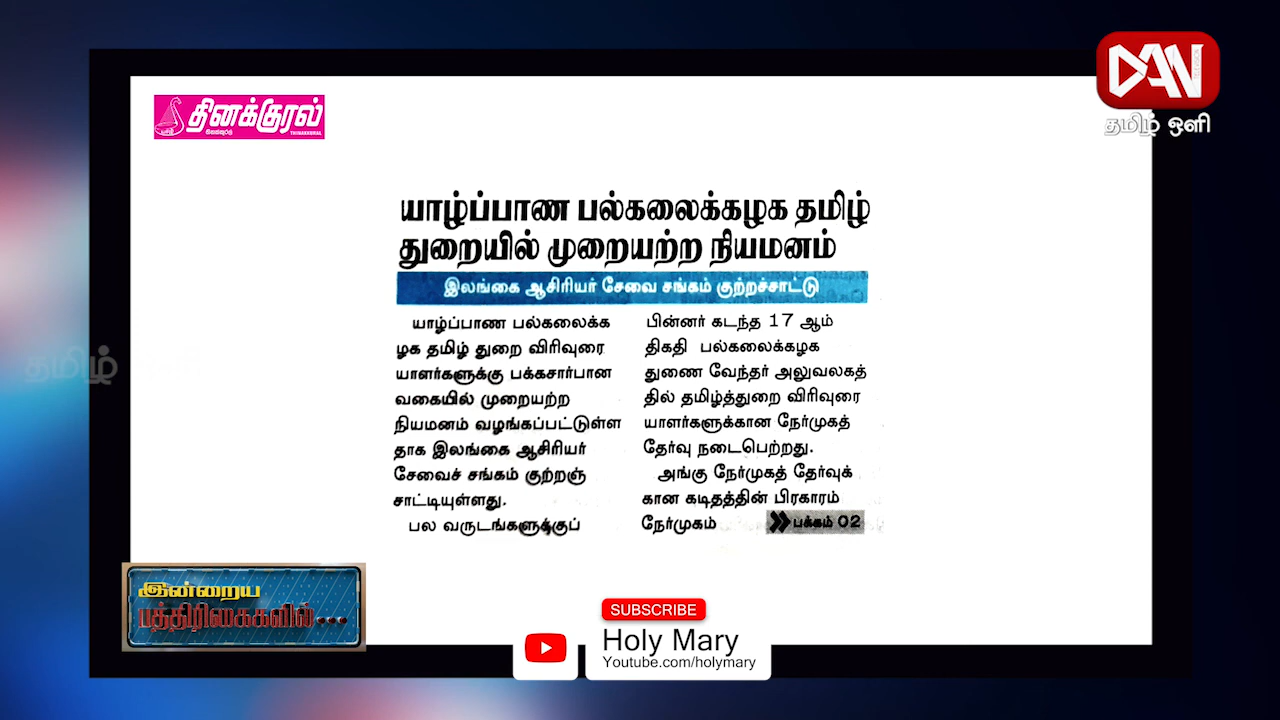 தினக்குரல்
THINAKKURAL
DAN
தமிழ் ஒளி
யாழ்ப்பாண பல்கலைக்கழக தமிழ்
துறையில் முறையற்ற நியமனம்
இலங்கை ஆசிரியர் சேவை சங்கம் குற்றச்சாட்டு
யாழ்ப்பாண பல்கலைக்க
ழக தமிழ் துறை விரிவுரை
யாளர்களுக்கு பக்கசார்பான
வகையில் முறையற்ற
நியமனம் வழங்கப்பட்டுள்ள
தாக இலங்கை ஆசிரியர்
சேவைச் சங்கம் குற்றஞ்
சாட்டியுள்ளது.
பல வருடங்களுக்குப்
பின்னர் கடந்த 17 ஆம்
திகதி பல்கலைக்கழக
துணை வேந்தர் அலுவலகத்
தில் தமிழ்த்துறை விரிவுரை
யாளர்களுக்கான நேர்முகத்
தேர்வு நடைபெற்றது.
அங்கு நேர்முகத் தேர்வுக்
கான கடிதத்தின் பிரகாரம்
நேர்முகம்
பக்கம் 02
தமிழ் ஒளி
இன்றைய
பத்திரிகைகளில்...
SUBSCRIBE
Holy Mary
Youtube.com/holymary